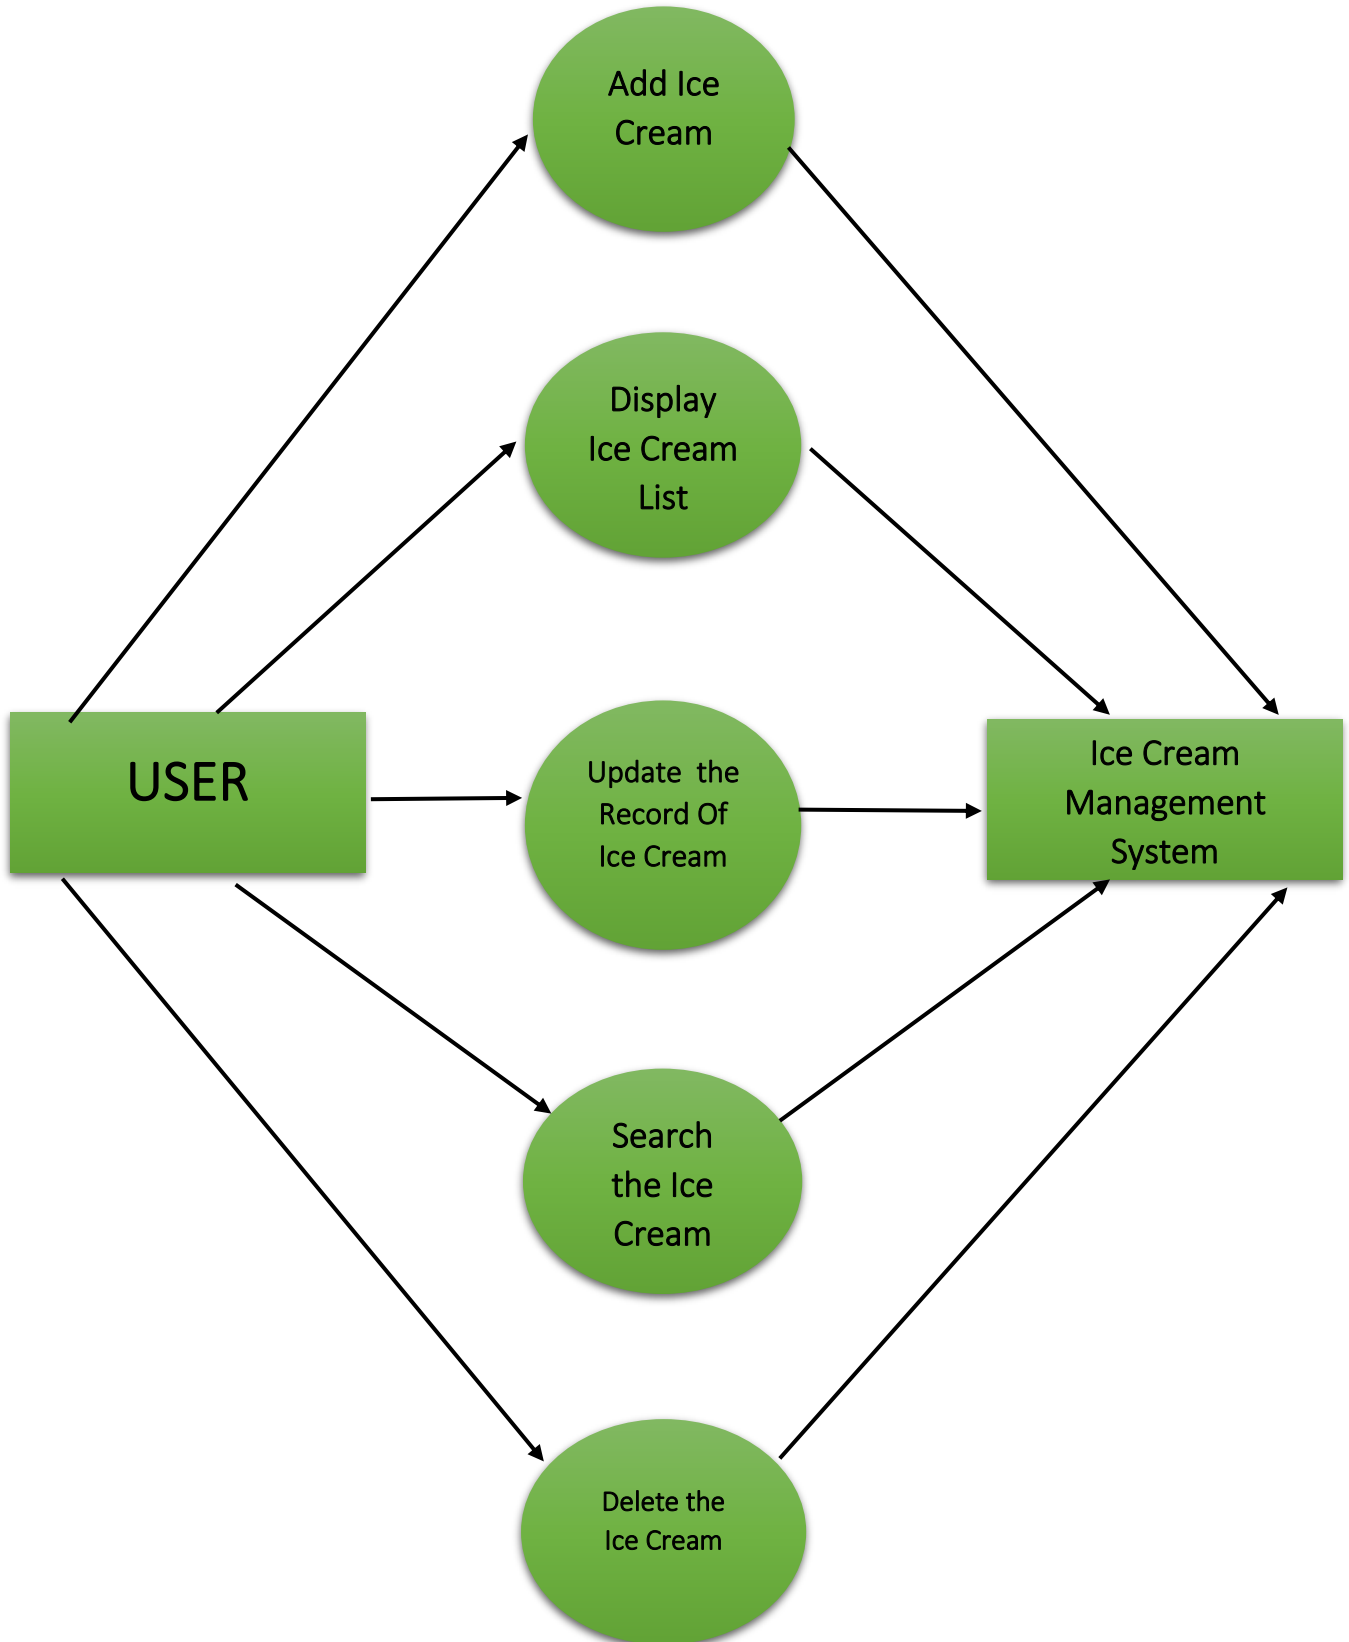 Add Ice
Cream
Display
Ice Cream
List
USER
Update  the
Record Of
Ice Cream
Ice Cream
Management
System
Search
the Ice
Cream
Delete the
Ice Cream